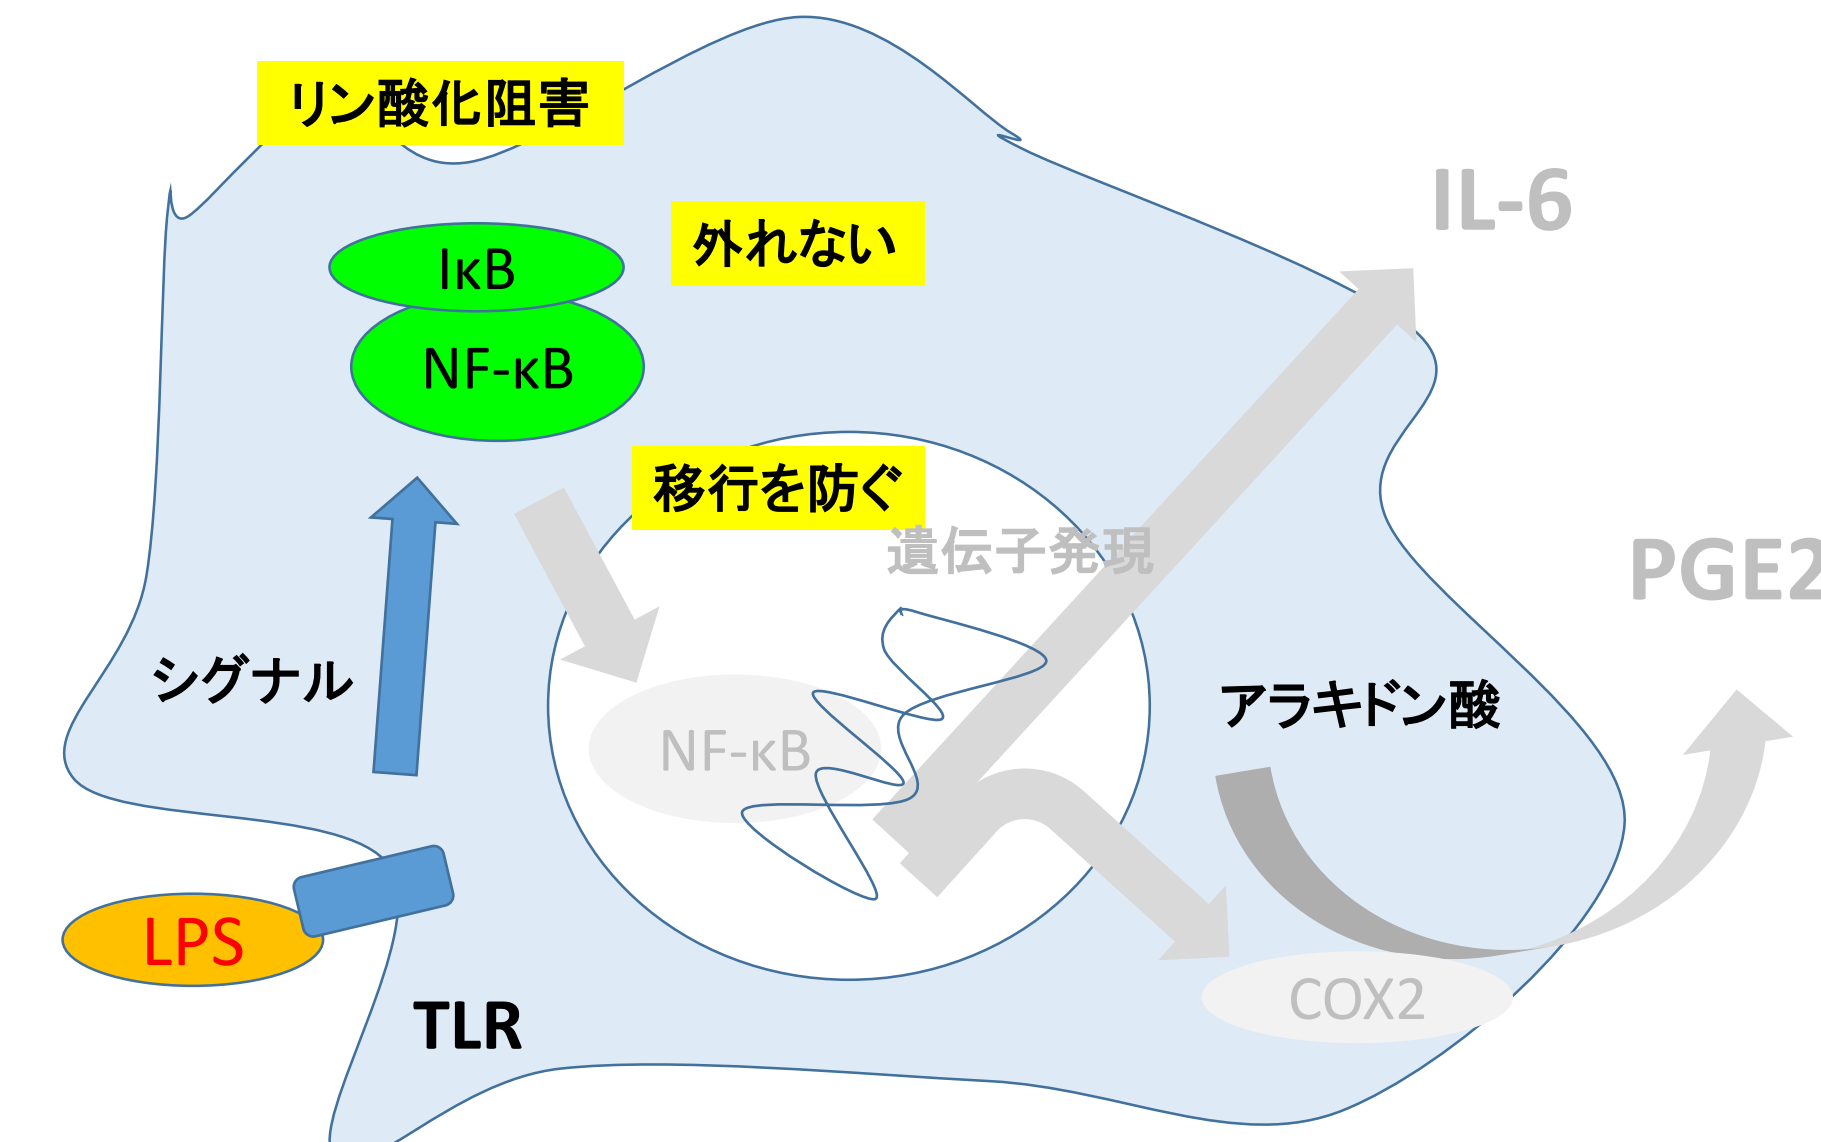 リン酸化阻害
IL-6
外れない
IκB
NF-κB
移行を防ぐ
遺伝子発現
PGE2
シグナル
アラキドン酸
NF-κB
LPS
COX2
TLR